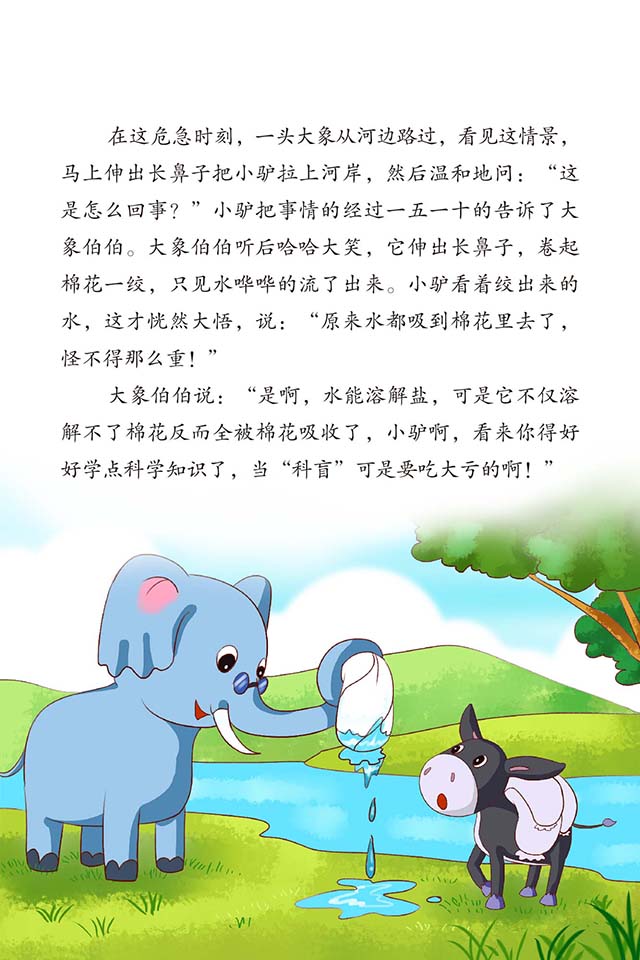 在这危急时刻，一头大象从河边路过，看见这情景，
马上伸出长鼻子把小驴拉上河岸，然后温和地问：“这
是怎么回事？”小驴把事情的经过一五一十的告诉了大
象伯伯。大象伯伯听后哈哈大笑，它伸出长鼻子，卷起
棉花一绞，只见水哗哗的流了出来。小驴看着绞出来的
水，这才恍然大悟，说：“原来水都吸到棉花里去了，
怪不得那么重！”
大象伯伯说：“是啊，水能溶解盐，可是它不仅溶
解不了棉花反而全被棉花吸收了，小驴啊，看来你得好
好学点科学知识了，当“科盲”可是要吃大亏的啊！”